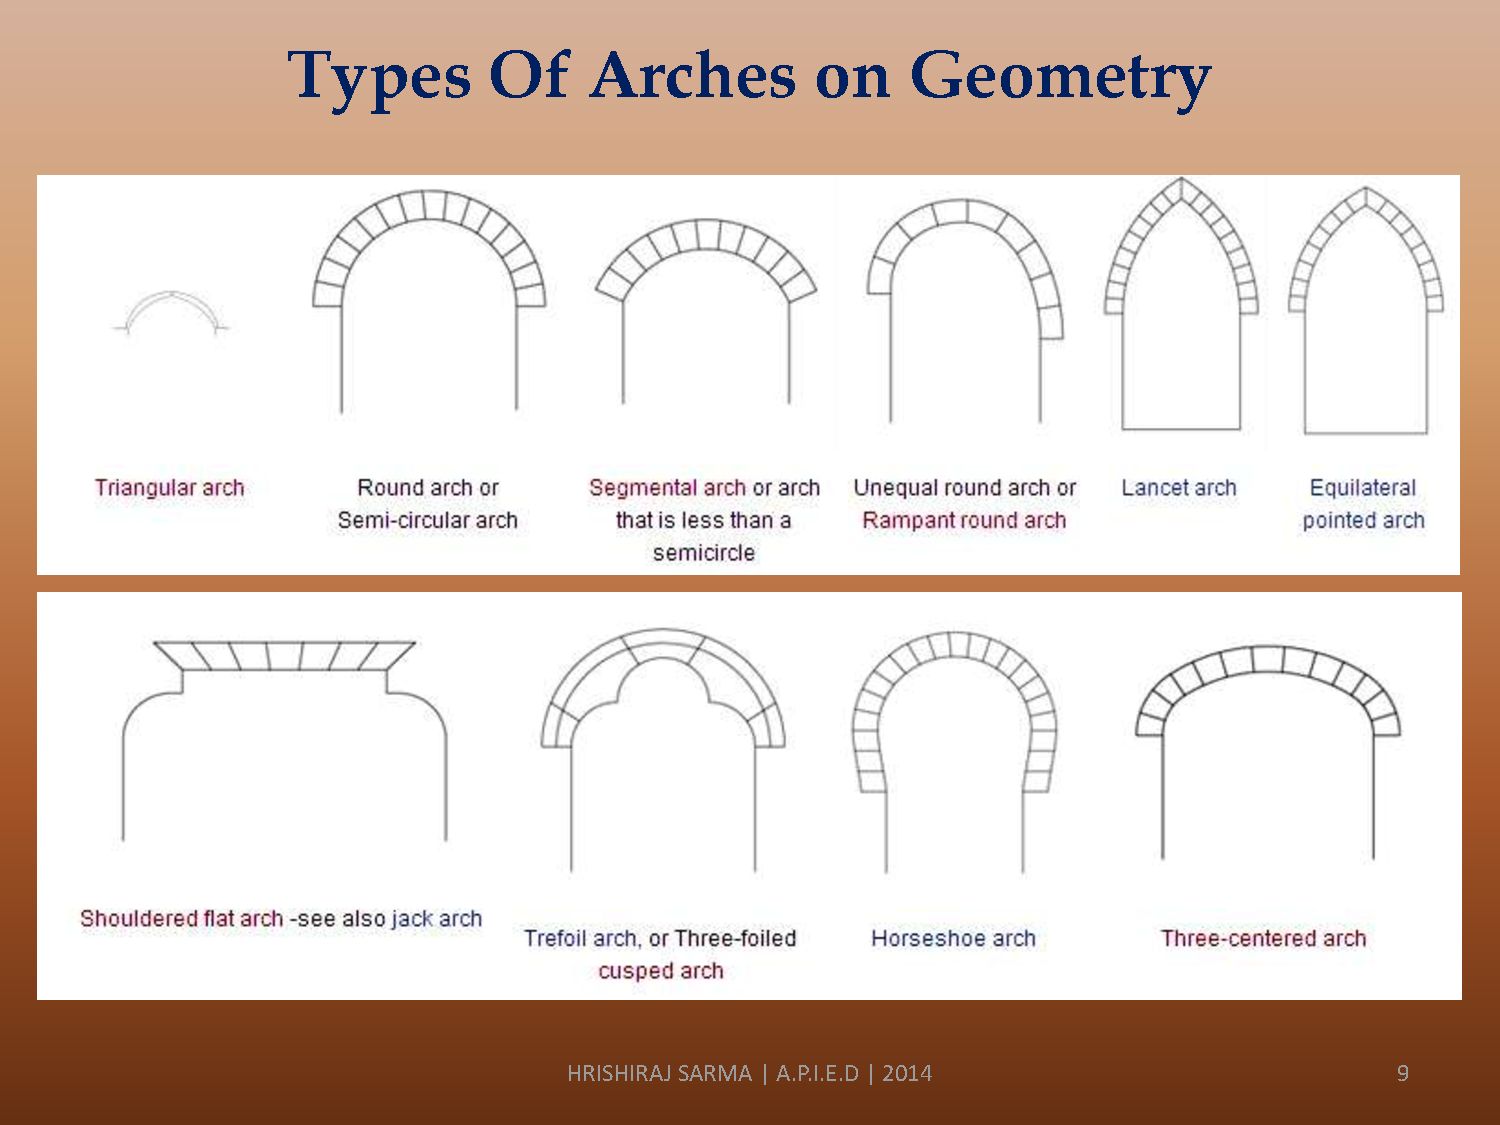 Types Of Arches on Geometry
Triangular arch
Round arch or
Semi-circular arch
Segmental arch or arch
that is less than a
semicircle
Unequal round arch or
Rampant round arch
Lancet arch
Equilateral
pointed arch
Shouldered flat arch -see also jack arch
Trefoil arch, or Three-foiled
cusped arch
Horseshoe arch
Three-centered arch
HRISHIRAJ SARMA | A.P.I.E.D | 2014
9